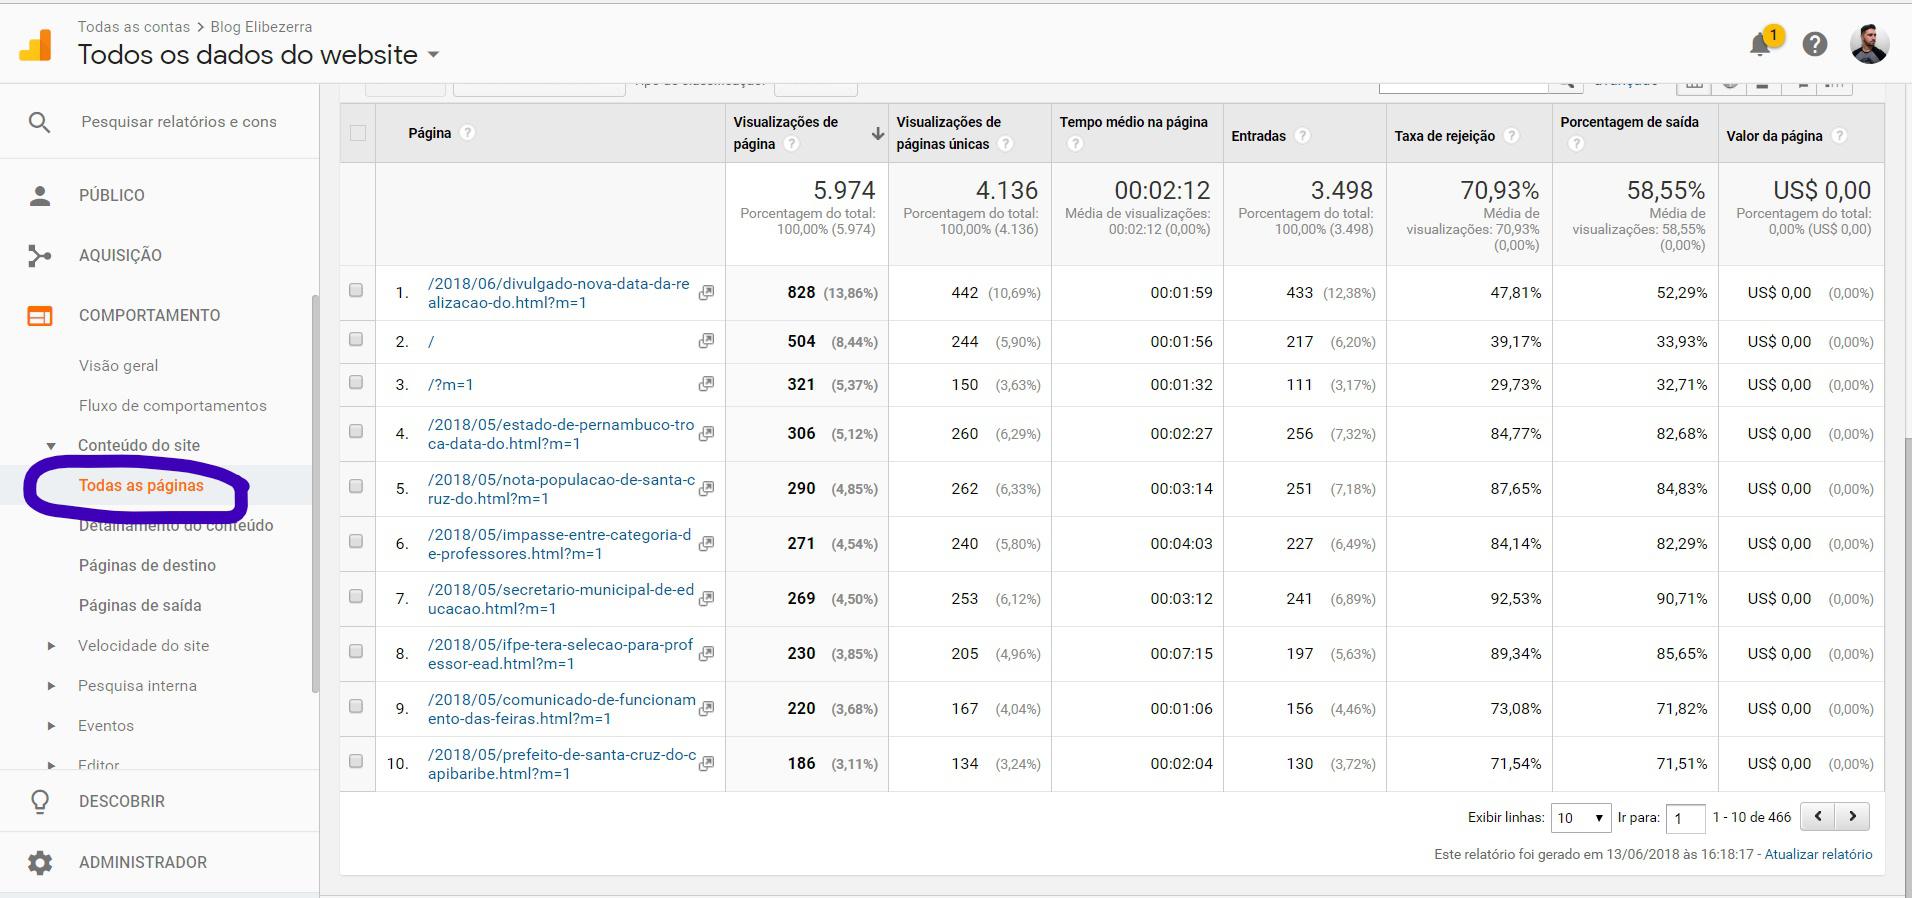 Todas as contas > Blog Elibezerra
Todos os dados do website
1
Pesquisar relatórios e cons
PÚBLICO
AQUISIÇÃO
COMPORTAMENTO
Visão geral
Fluxo de comportamentos
Conteúdo do site
Todas as páginas
Detalhamento do conteúdo
Páginas de destino
Páginas de saída
Velocidade do site
Pesquisa interna
Eventos
Editor
DESCOBRIR
ADMINISTRADOR
Página
Visualizações de
página
Visualizações de
páginas únicas
Tempo médio na página
Entradas
Taxa de rejeição
Porcentagem de saída
Valor da página
5.974
Porcentagem do total:
100,00% (5.974)
4.136
Porcentagem do total:
100,00% (4.136)
00:02:12
Média de visualizações:
00:02:12 (0,00%)
3.498
Porcentagem do total:
100,00% (3.498)
70,93%
Média de
visualizações: 70,93%
(0,00%)
58,55%
Média de
visualizações: 58,55%
(0,00%)
US$ 0,00
Porcentagem do total:
0,00% (US$ 0,00)
1. /2018/06/divulgado-nova-data-da-re
alizacao-do.html?m=1
828 (13,86%) 442 (10,69%) 00:01:59 433 (12,38%) 47,81% 52,29% US$ 0,00 (0,00%)
2. / 504 (8,44%) 244 (5,90%) 00:01:56 217 (6,20%) 39,17% 33,93% US$ 0,00 (0,00%)
3. /?m=1 321 (5,37%) 150 (3,63%) 00:01:32 111 (3,17%) 29,73% 32,71% US$ 0,00 (0,00%)
4. /2018/05/estado-de-pernambuco-tro
ca-data-do.html?m=1
306 (5,12%) 260 (6,29%) 00:02:27 256 (7,32%) 84,77% 82,68% US$ 0,00 (0,00%)
5. /2018/05/nota-populacao-de-santa-c
ruz-do.html?m=1
290 (4,85%) 262 (6,33%) 00:03:14 251 (7,18%) 87,65% 84,83% US$ 0,00 (0,00%)
6. /2018/05/impasse-entre-categoria-d
e-professores.html?m=1
271 (4,54%) 240 (5,80%) 00:04:03 227 (6,49%) 84,14% 82,29% US$ 0,00 (0,00%)
7. /2018/05/secretario-municipal-de-ed
ucacao.html?m=1
269 (4,50%) 253 (6,12%) 00:03:12 241 (6,89%) 92,53% 90,71% US$ 0,00 (0,00%)
8. /2018/05/ifpe-tera-selecao-para-prof
essor-ead.html?m=1
230 (3,85%) 205 (4,96%) 00:07:15 197 (5,63%) 89,34% 85,65% US$ 0,00 (0,00%)
9. /2018/05/comunicado-de-funcionam
ento-das-feiras.html?m=1
220 (3,68%) 167 (4,04%) 00:01:06 156 (4,46%) 73,08% 71,82% US$ 0,00 (0,00%)
10. /2018/05/prefeito-de-santa-cruz-do-c
apibaribe.html?m=1
186 (3,11%) 134 (3,24%) 00:02:04 130 (3,72%) 71,54% 71,51% US$ 0,00 (0,00%)
Exibir linhas: 10 Ir para: 1 1 - 10 de 466
Este relatório foi gerado em 13/06/2018 às 16:18:17 - Atualizar relatório